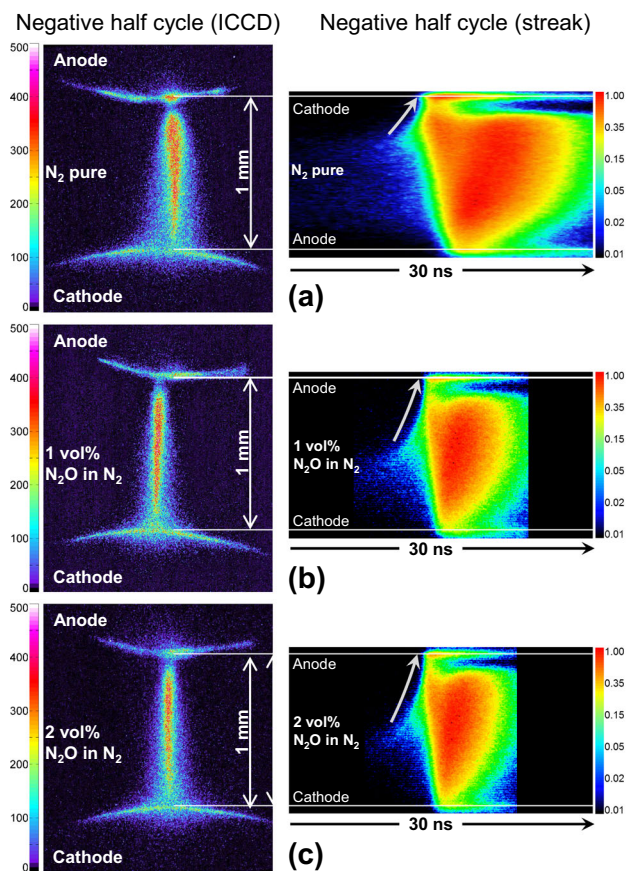 Negative half cycle (ICCD)
Negative half cycle (streak)
500
400
300
200
100
0
Anode
N₂ pure
1 mm
Cathode
Cathode
N₂ pure
Anode
30 ns
1.00
0.35
0.15
0.05
0.03
0.01
(a)
500
400
300
200
100
0
Anode
1 vol%
N₂O in N₂
1 mm
Cathode
Anode
1 vol%
N₂O in N₂
Cathode
30 ns
1.00
0.35
0.15
0.05
0.03
0.01
(b)
500
400
300
200
100
0
Anode
2 vol%
N₂O in N₂
1 mm
Cathode
Anode
2 vol%
N₂O in N₂
Cathode
30 ns
1.00
0.35
0.15
0.05
0.03
0.01
(c)